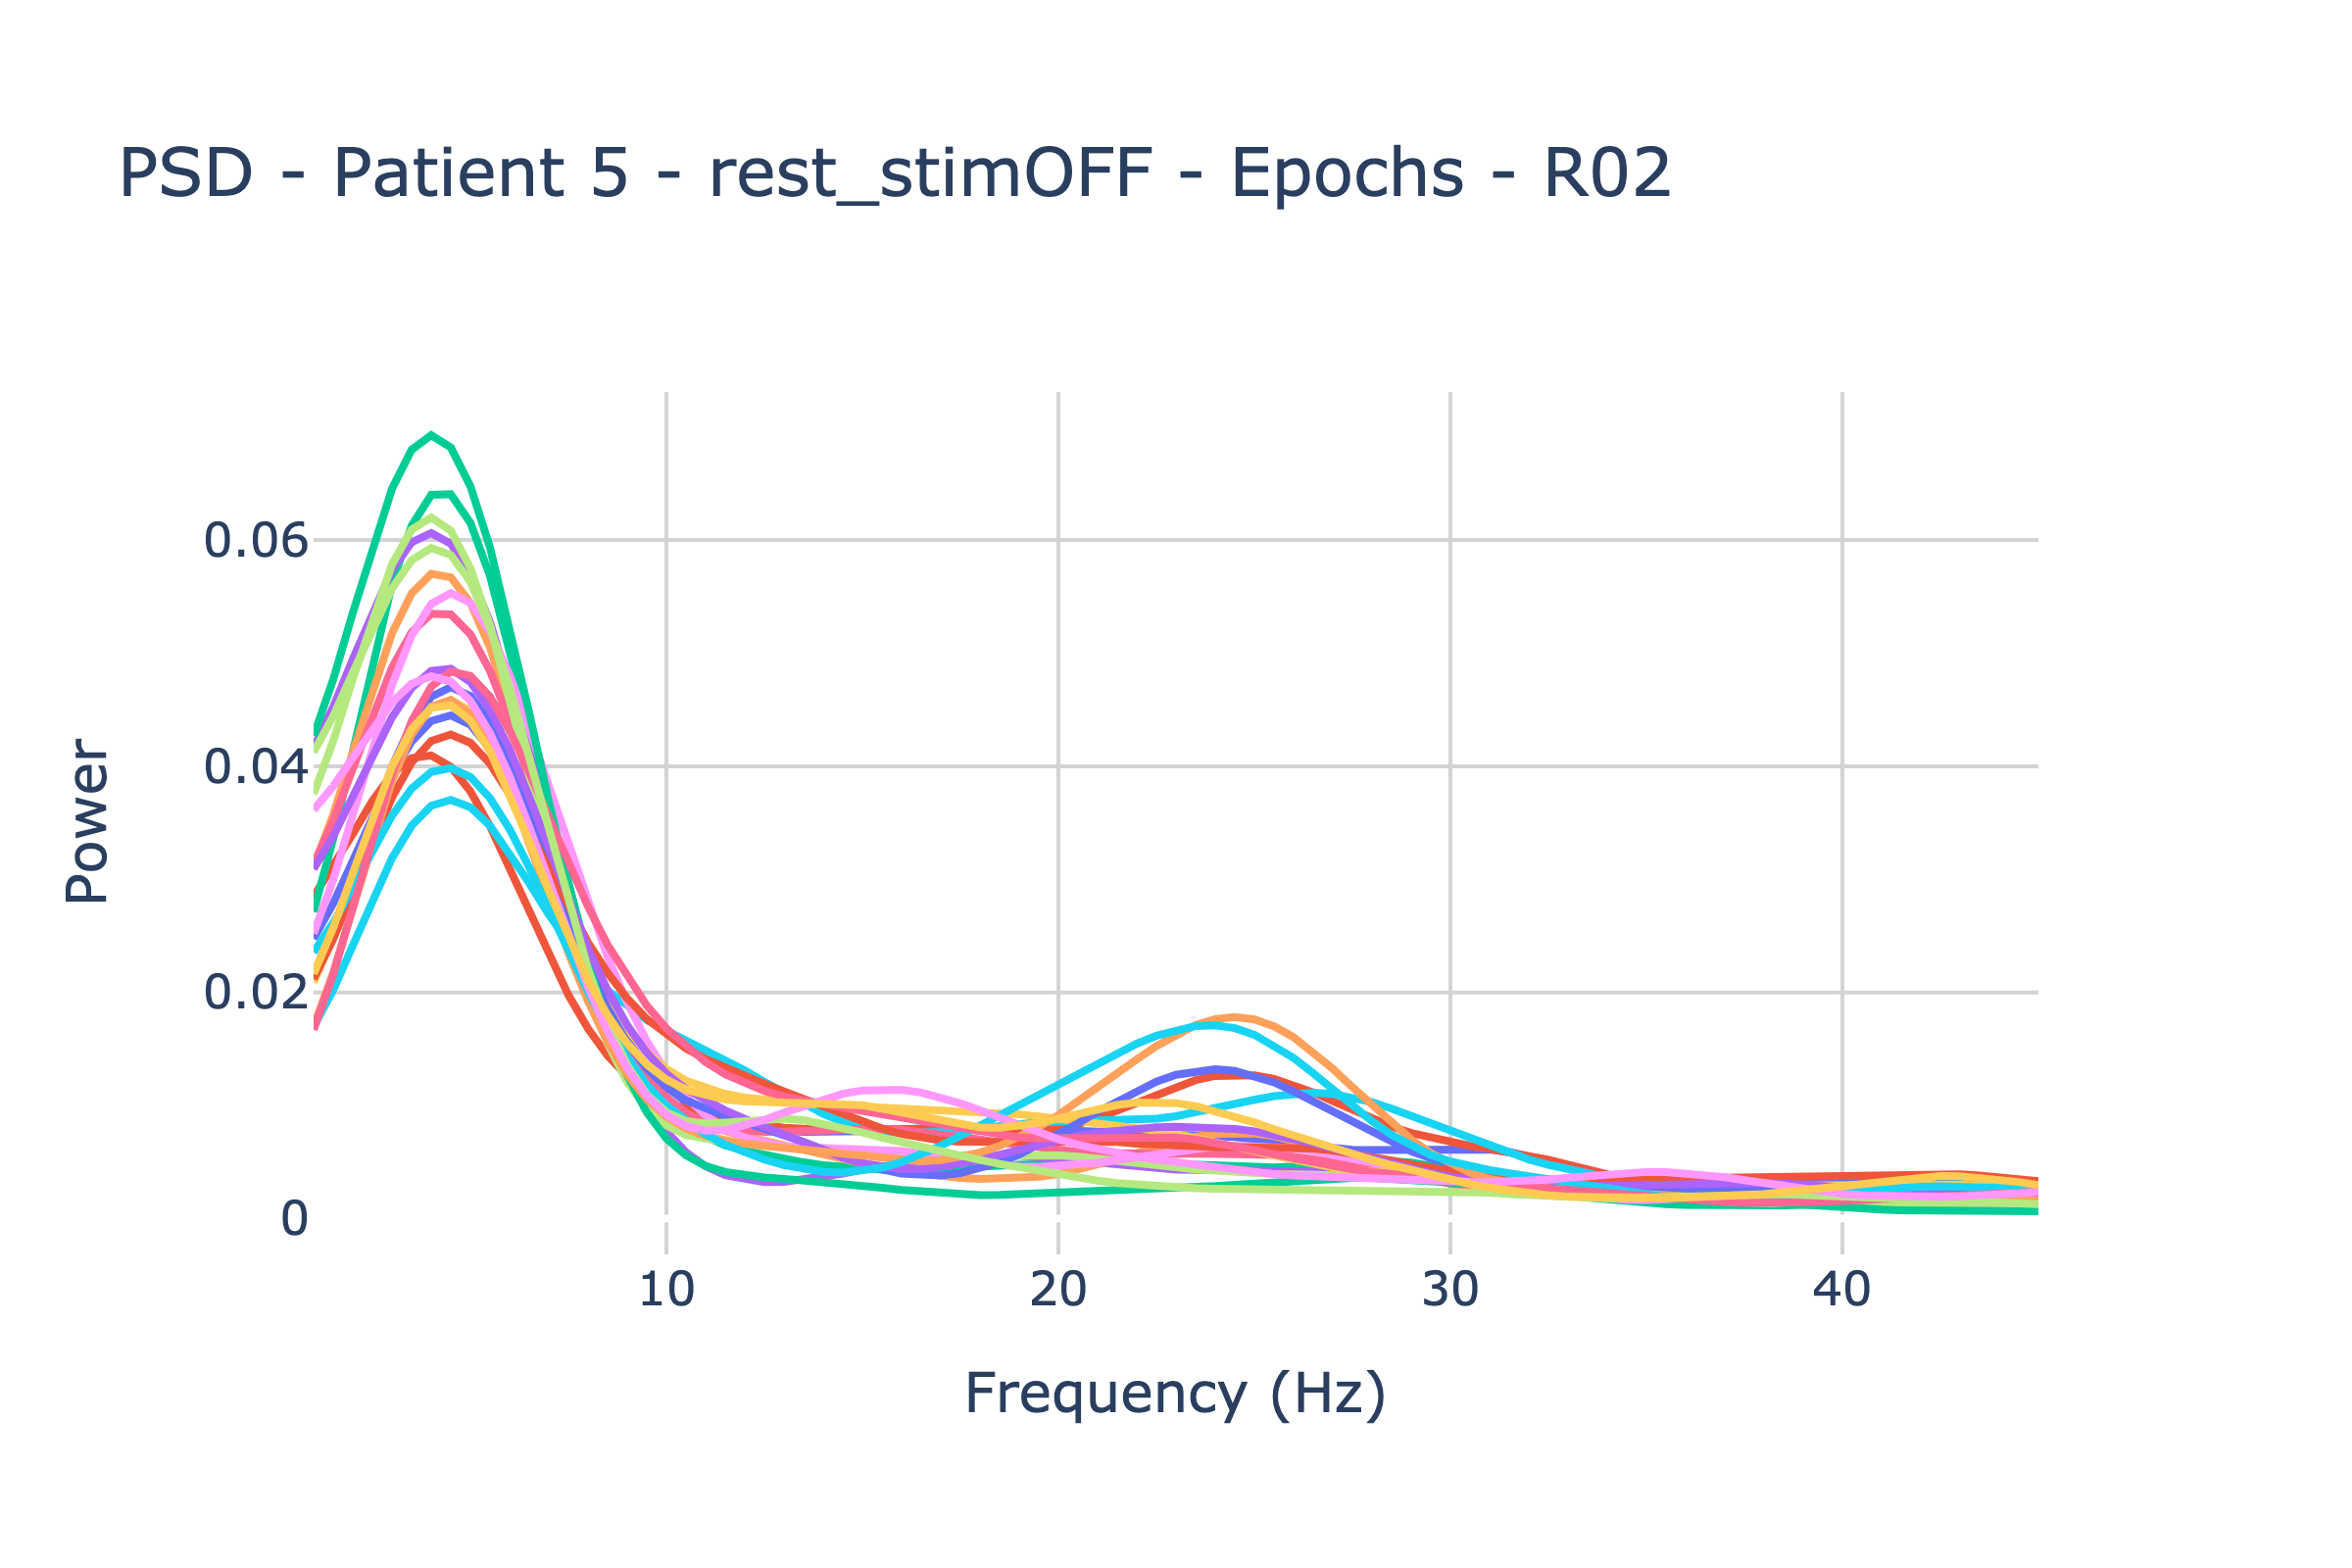 PSD - Patient 5 - rest_stimOFF - Epochs - R02
0.06
0.04
0.02
0
Power
10 20 30 40
Frequency (Hz)